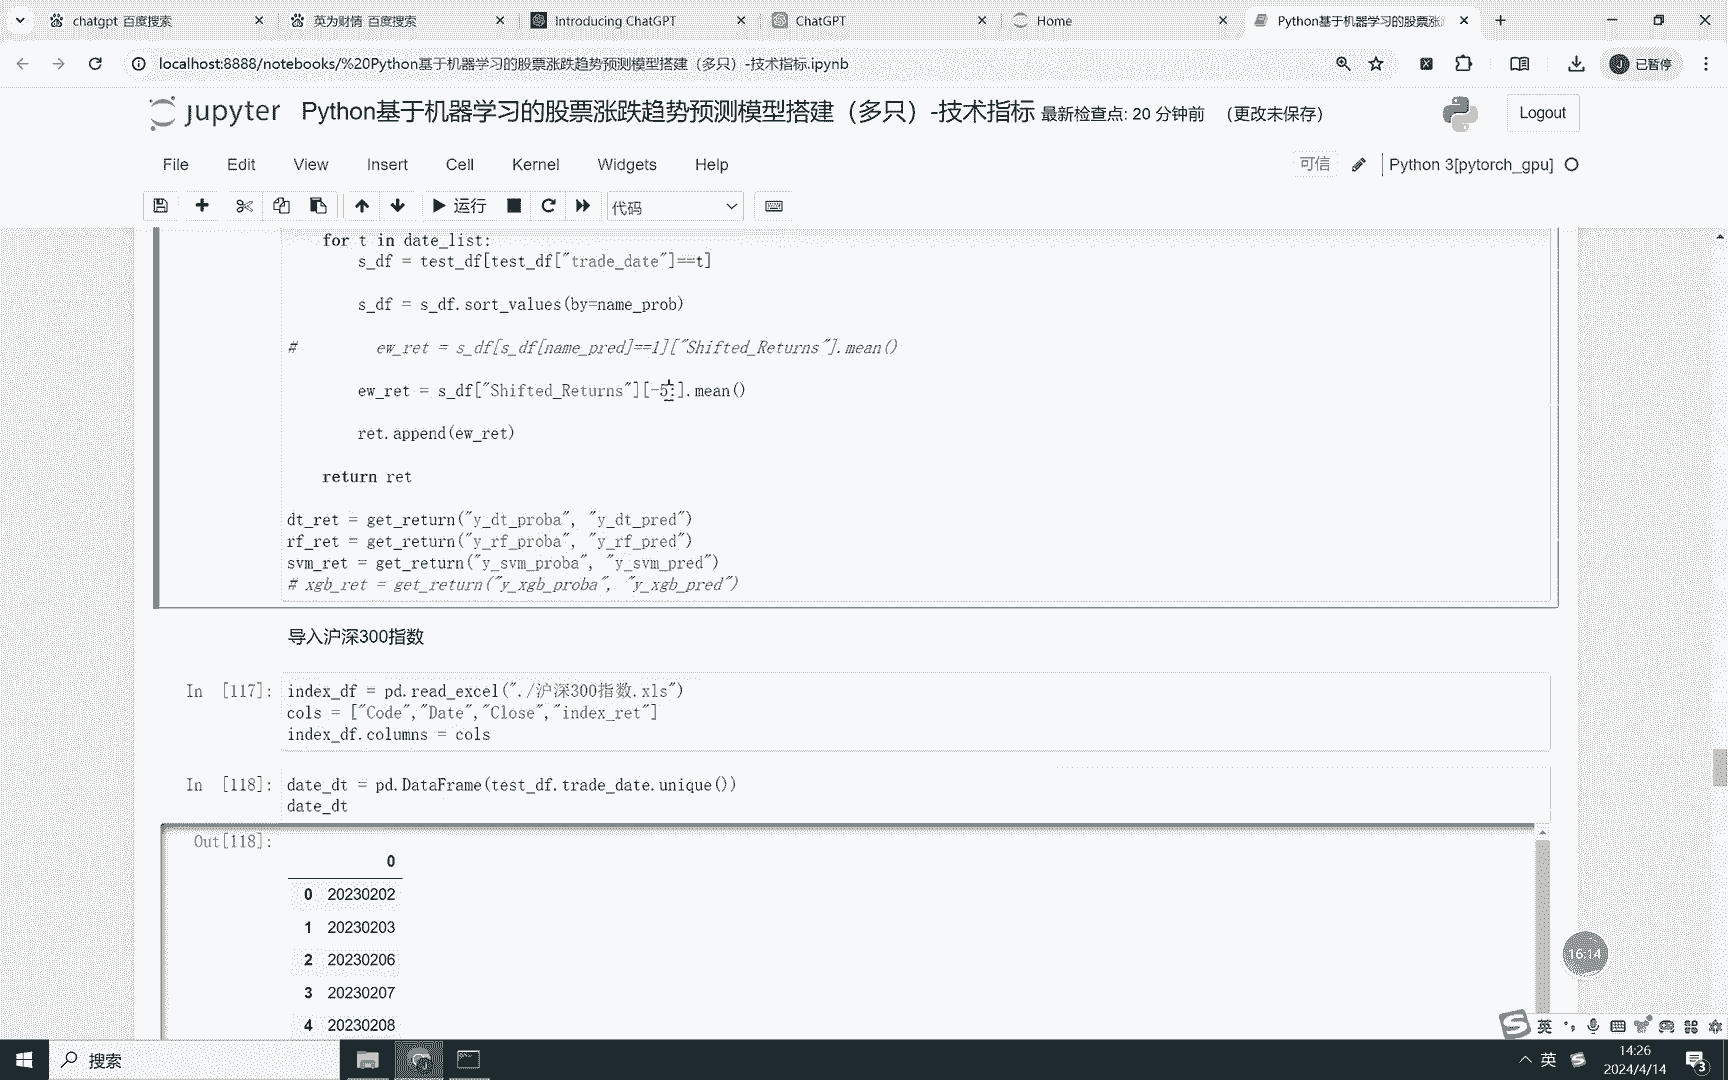 chatgpt 百度搜索
英为财情 百度搜索
Introducing ChatGPT
ChatGPT
Home
Python基于机器学习的股票涨
localhost:8888/notebooks/%20Python基于机器学习的股票涨跌趋势预测模型搭建（多只）-技术指标.ipynb
已暂停
jupyter Python基于机器学习的股票涨跌趋势预测模型搭建（多只）-技术指标 最新检查点: 20 分钟前 （更改未保存）
Logout
File Edit View Insert Cell Kernel Widgets Help
可信
Python 3[pytorch_gpu]
运行
代码
for t in date_list:
s_df = test_df[test_df["trade_date"]==t]
s_df = s_df.sort_values(by=name_prob)
# ew_ret = s_df[s_df[name_pred]==1]["Shifted_Returns"].mean()
ew_ret = s_df["Shifted_Returns"][-5:].mean()
ret.append(ew_ret)
return ret
dt_ret = get_return("y_dt_proba", "y_dt_pred")
rf_ret = get_return("y_rf_proba", "y_rf_pred")
svm_ret = get_return("y_svm_proba", "y_svm_pred")
# xgb_ret = get_return("y_xgb_proba", "y_xgb_pred")
导入沪深300指数
In [117]: index_df = pd.read_excel("./沪深300指数.xls")
cols = ["Code","Date","Close","index_ret"]
index_df.columns = cols
In [118]: date_dt = pd.DataFrame(test_df.trade_date.unique())
date_dt
Out[118]:
0
0 20230202
1 20230203
2 20230206
3 20230207
4 20230208
16:14
英
搜索
英
14:26
2024/4/14
3